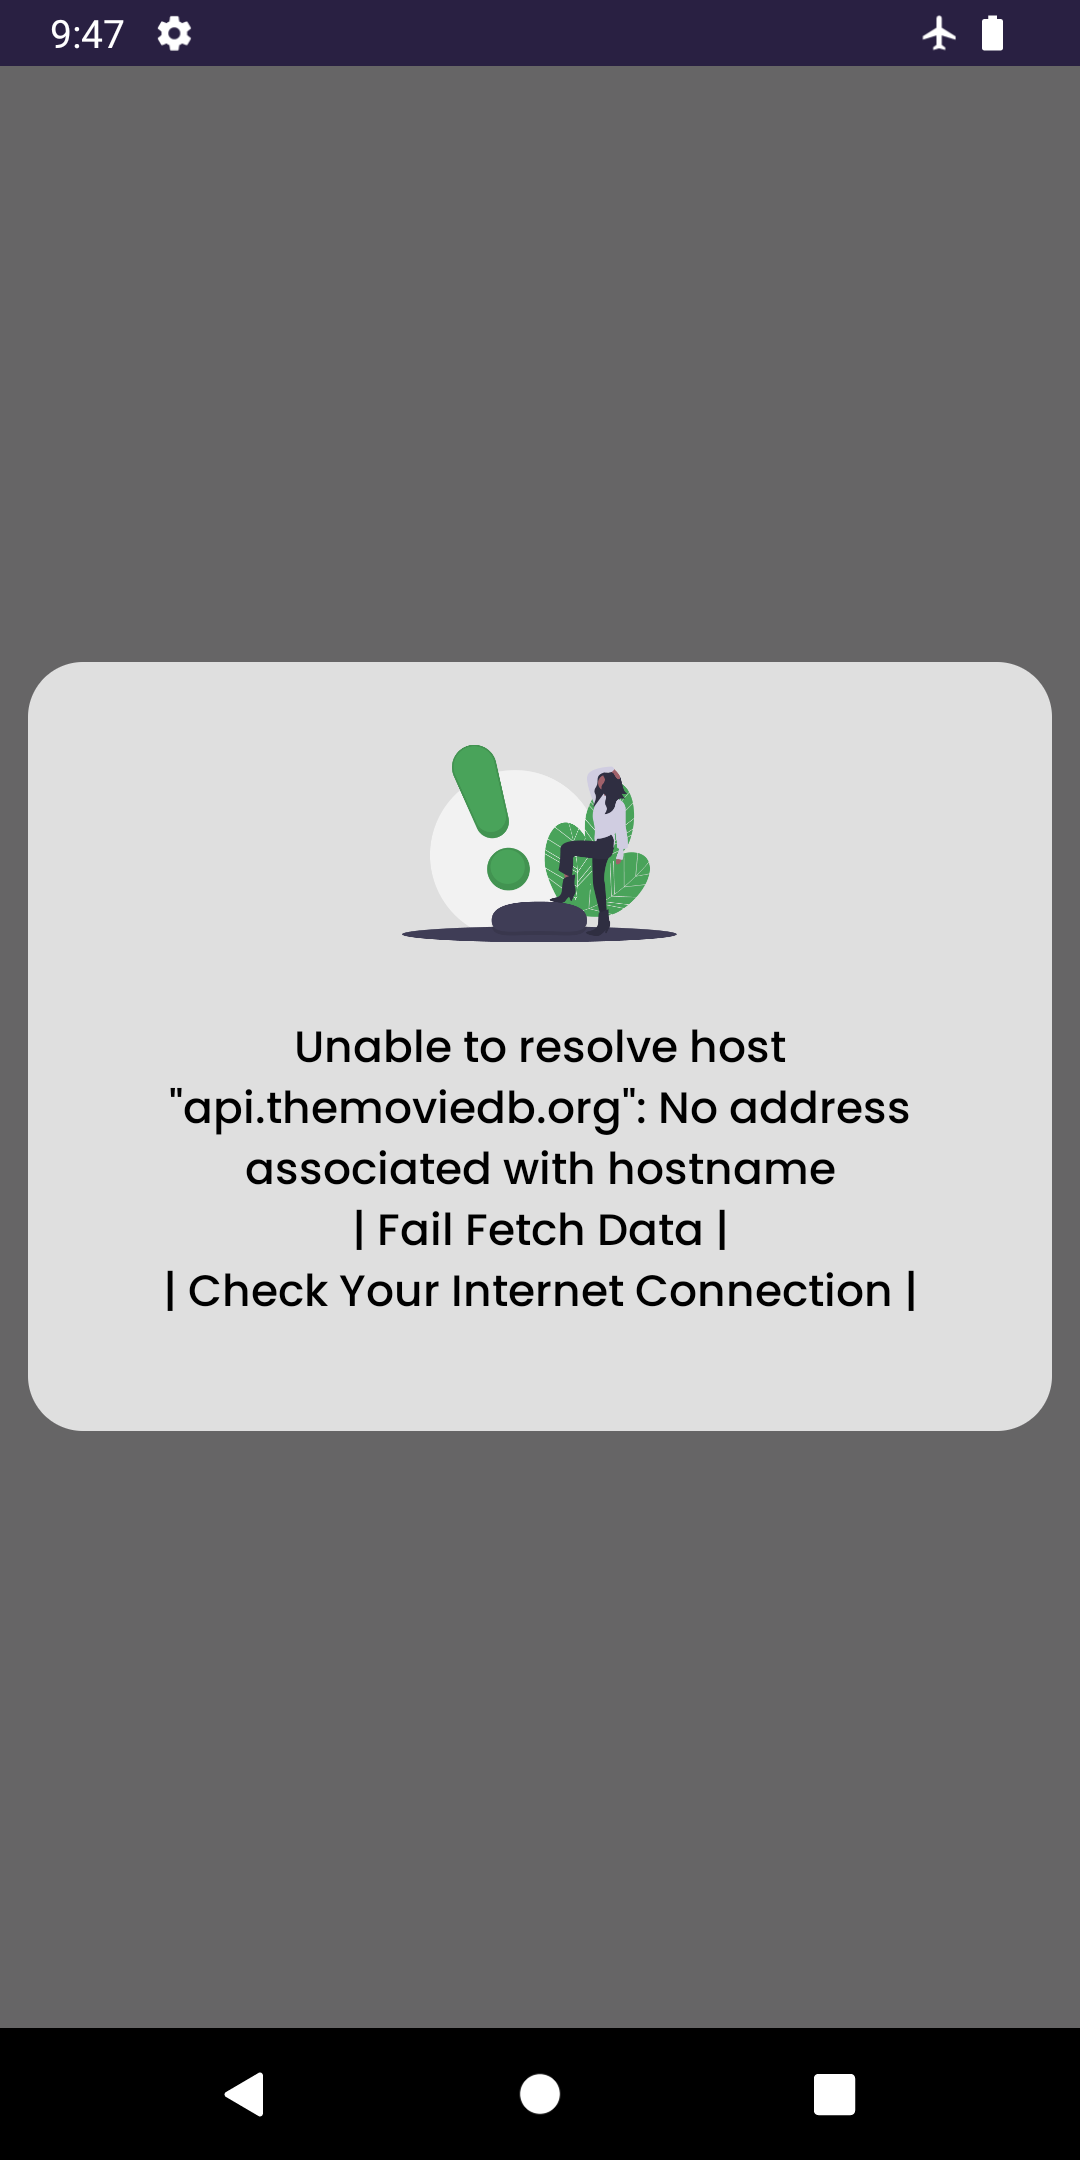 9:47
Unable to resolve host
"api.themoviedb.org": No address
associated with hostname
| Fail Fetch Data |
| Check Your Internet Connection |